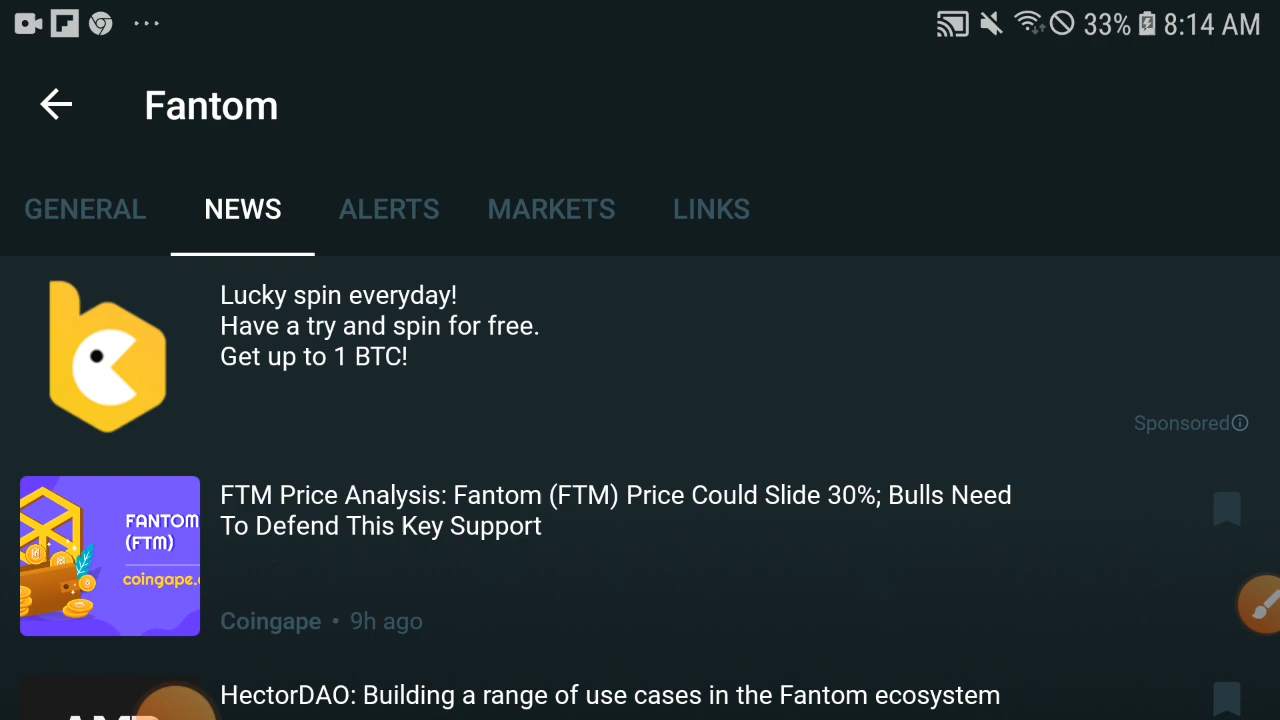 33% 8:14 AM
Fantom
GENERAL NEWS ALERTS MARKETS LINKS
Lucky spin everyday!
Have a try and spin for free.
Get up to 1 BTC!
Sponsored
FTM Price Analysis: Fantom (FTM) Price Could Slide 30%; Bulls Need
To Defend This Key Support
FANTOM
(FTM)
coingape.
Coingape • 9h ago
HectorDAO: Building a range of use cases in the Fantom ecosystem